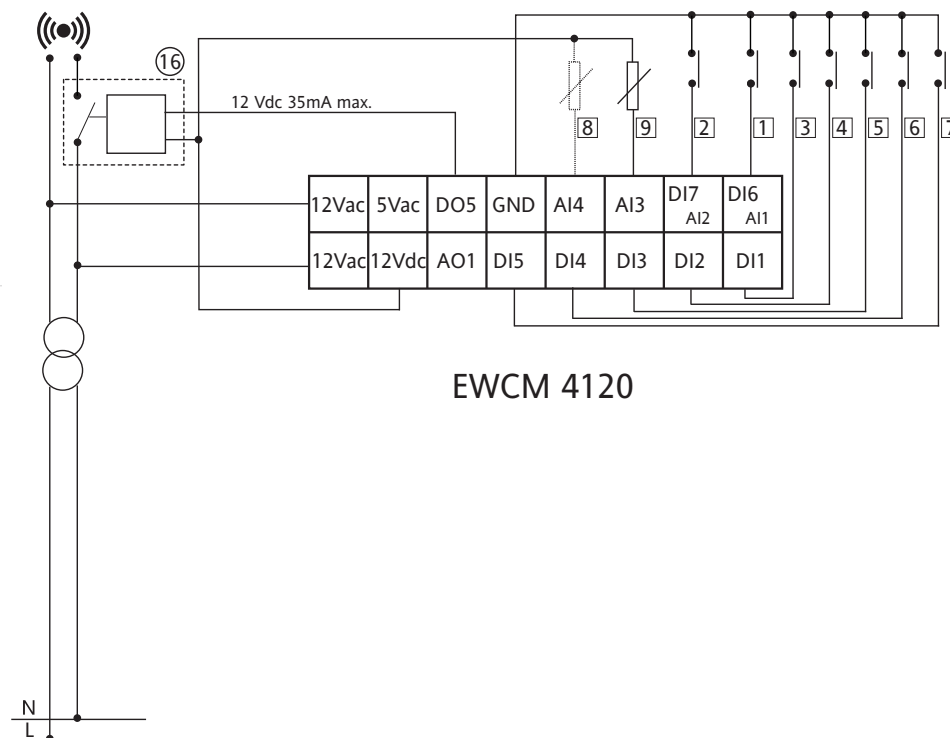 16
12 Vdc 35mA max.
8 9 2 1 3 4 5 6 7
12Vac 5Vac DO5 GND AI4 AI3 DI7 AI2 DI6 AI1
12Vac 12Vdc AO1 DI5 DI4 DI3 DI2 DI1
EWCM 4120
N
L